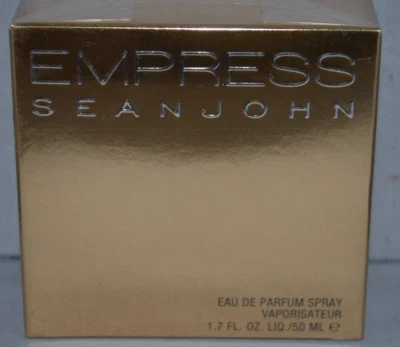 EMPRESS
SEANJOHN
EAU DE PARFUM SPRAY
VAPORISATEUR
1.7 FL. OZ. LIQ./50 ML ℮